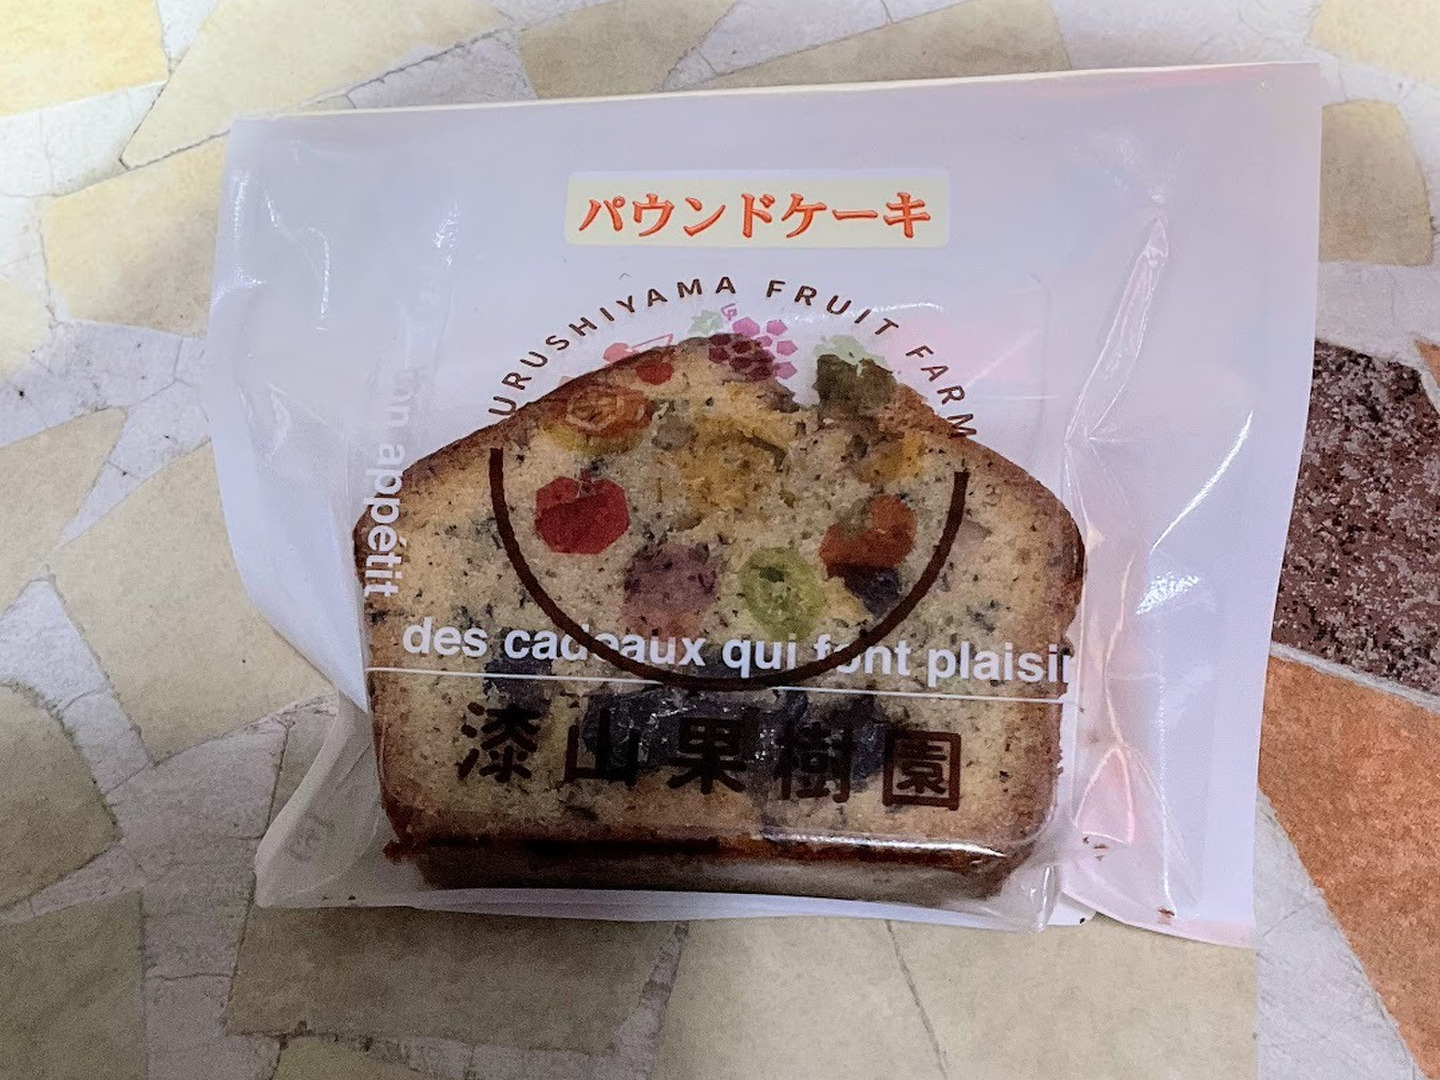 パウンドケーキ
URUSHIYAMA FRUIT FARM
bon appétit
des cadeaux qui font plaisir
漆山果樹園